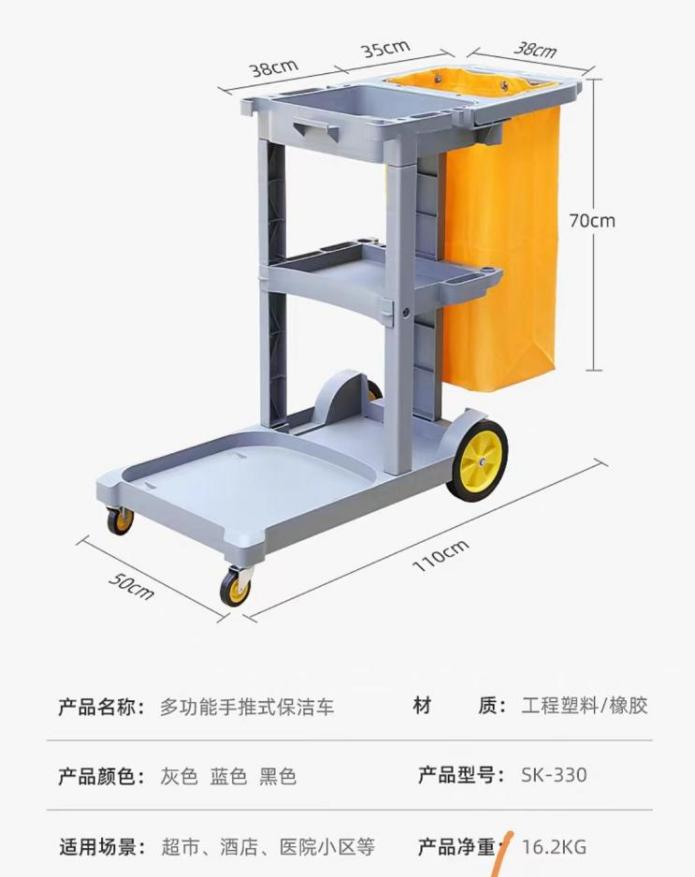 38cm 35cm 38cm
70cm
110cm
50cm
产品名称： 多功能手推式保洁车 材 质： 工程塑料/橡胶
产品颜色： 灰色 蓝色 黑色 产品型号： SK-330
适用场景： 超市、酒店、医院小区等 产品净重： 16.2KG